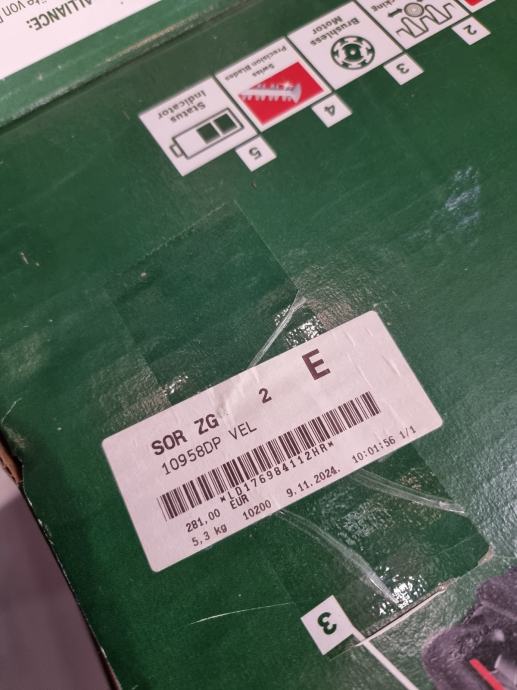 ALLIANCE:
Brushless
Motor
Swiss
Precision Blades
Status
Indicator
2
3
4
5
SOR ZG 2 E
10958DP VEL
*LD176984112HR*
281,00 EUR
5,3 kg 10200 9.11.2024. 10:01:56 1/1
3